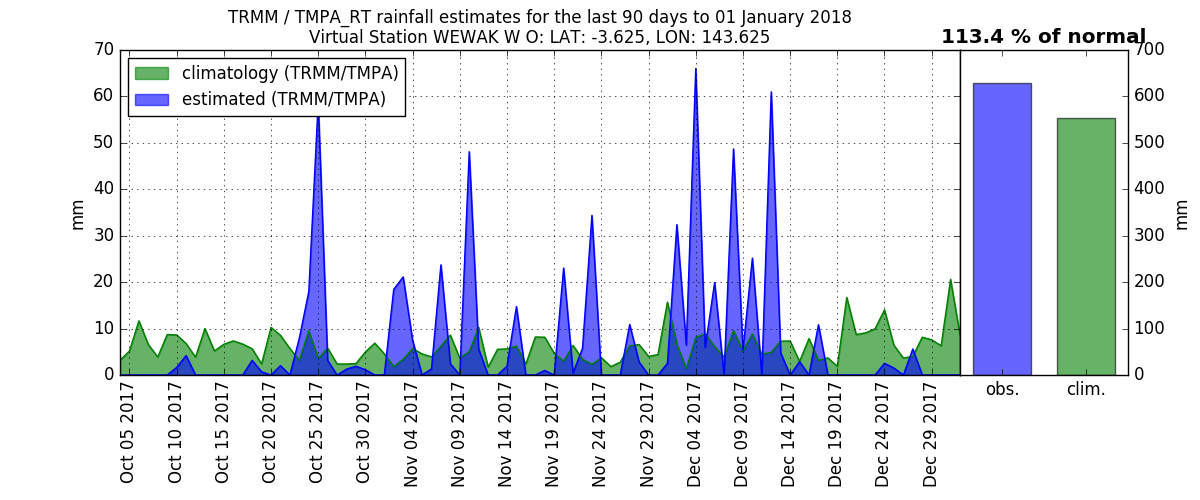 TRMM / TMPA_RT rainfall estimates for the last 90 days to 01 January 2018
Virtual Station WEWAK W O: LAT: -3.625, LON: 143.625
113.4 % of normal
climatology (TRMM/TMPA)
estimated (TRMM/TMPA)
70
60
50
40
30
20
10
0
mm
700
600
500
400
300
200
100
0
mm
Oct 05 2017
Oct 10 2017
Oct 15 2017
Oct 20 2017
Oct 25 2017
Oct 30 2017
Nov 04 2017
Nov 09 2017
Nov 14 2017
Nov 19 2017
Nov 24 2017
Nov 29 2017
Dec 04 2017
Dec 09 2017
Dec 14 2017
Dec 19 2017
Dec 24 2017
Dec 29 2017
obs.
clim.